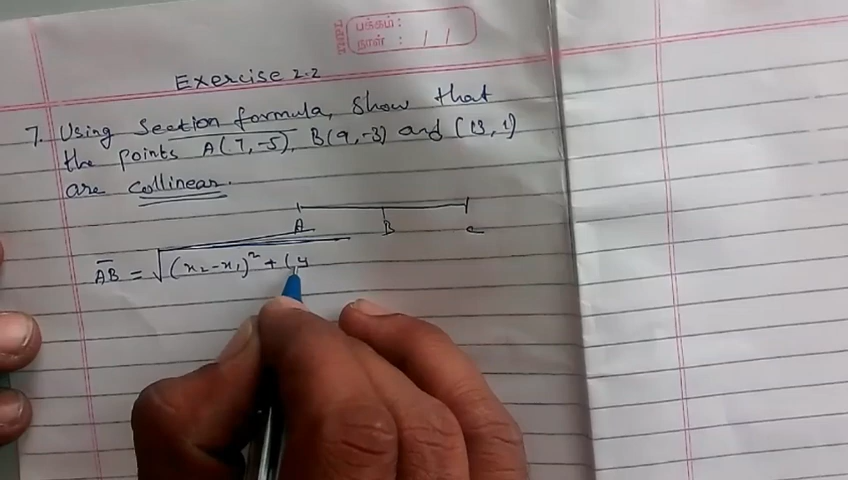 பக்கம்:
நாள் : / /
Exercise 2.2
7. Using Section formula, show that
the points A(7,-5), B(9,-3) and (13,1)
are collinear.
A B C
AB = √(x₂-x₁)² + (y